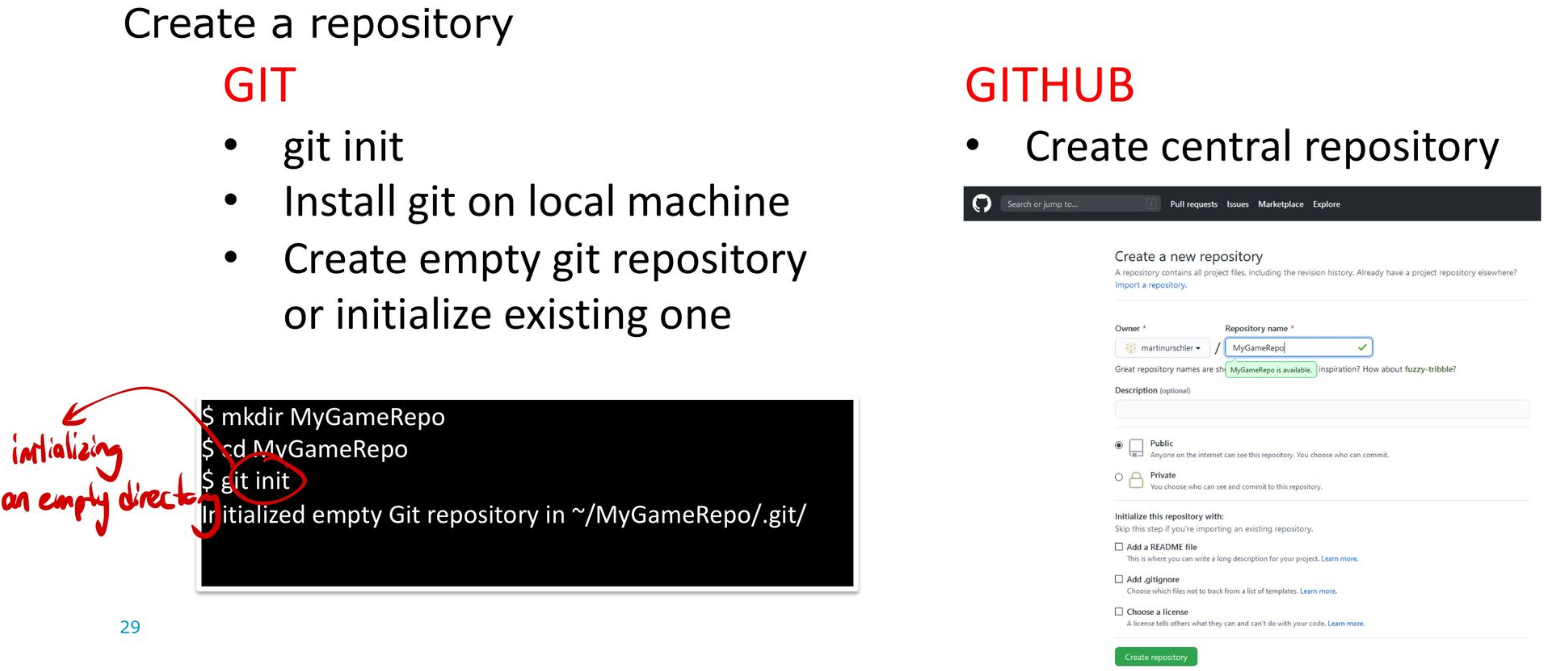 Create a repository
GIT
• git init
• Install git on local machine
• Create empty git repository
or initialize existing one
$ mkdir MyGameRepo
$ cd MyGameRepo
$ git init
Initialized empty Git repository in ~/MyGameRepo/.git/
initializing
an empty directory
29
GITHUB
• Create central repository
Search or jump to... /
Pull requests Issues Marketplace Explore
Create a new repository
A repository contains all project files, including the revision history. Already have a project repository elsewhere?
Import a repository.
Owner * Repository name *
martinurschler / MyGameRepo
Great repository names are sh MyGameRepo is available. inspiration? How about fuzzy-tribble?
Description (optional)
Public
Anyone on the internet can see this repository. You choose who can commit.
Private
You choose who can see and commit to this repository.
Initialize this repository with:
Skip this step if you're importing an existing repository.
Add a README file
This is where you can write a long description for your project. Learn more.
Add .gitignore
Choose which files not to track from a list of templates. Learn more.
Choose a license
A license tells others what they can and can't do with your code. Learn more.
Create repository